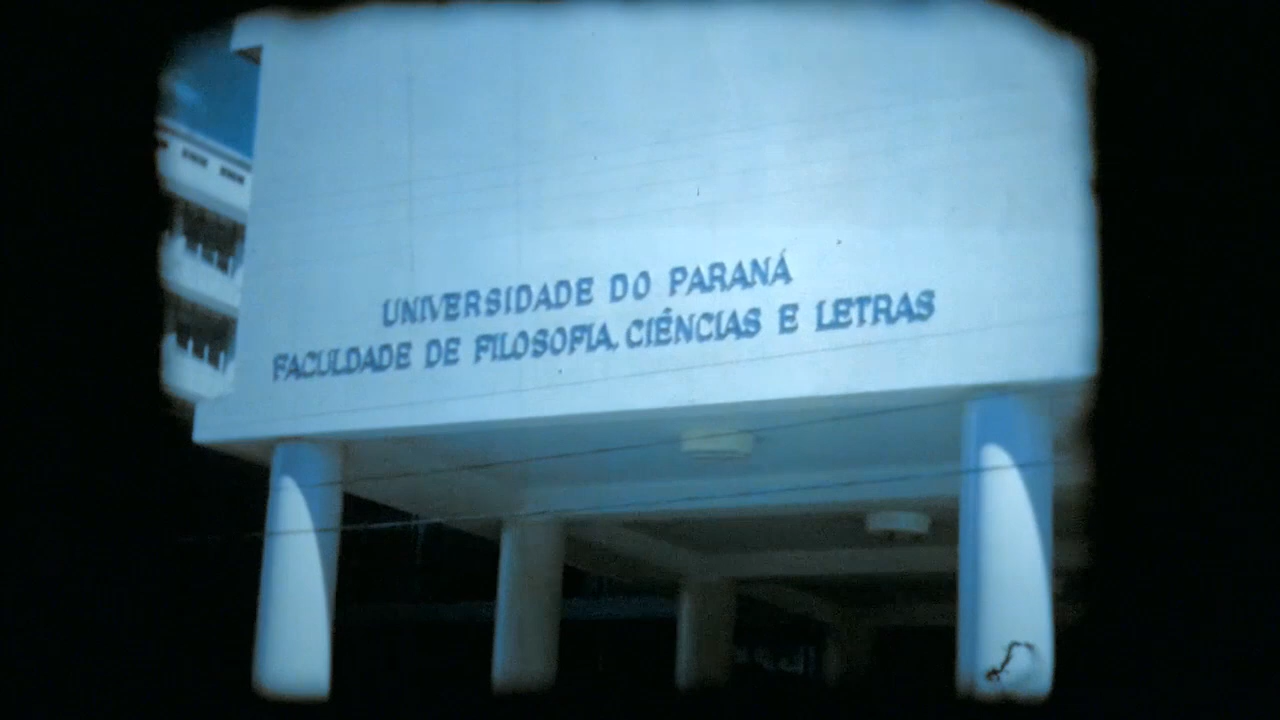 UNIVERSIDADE DO PARANÁ
FACULDADE DE FILOSOFIA, CIÊNCIAS E LETRAS